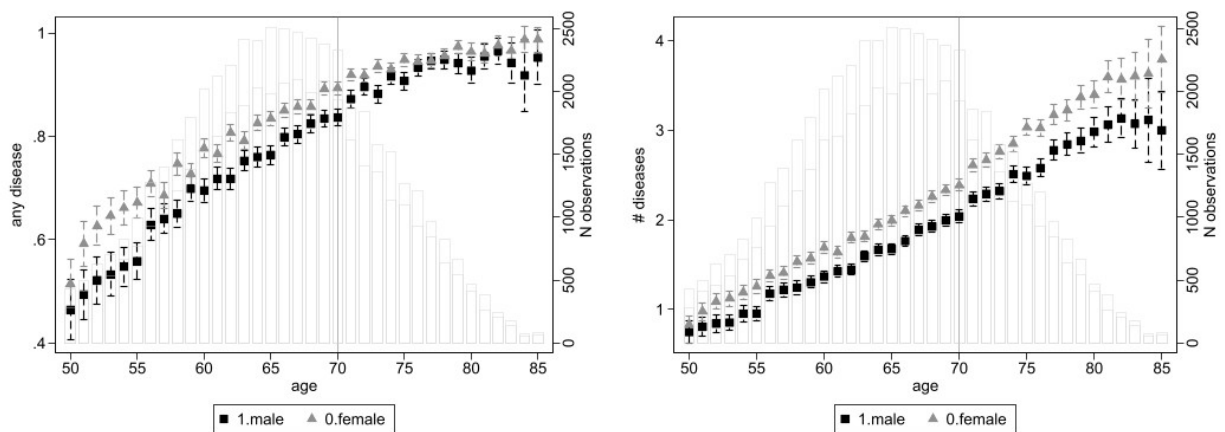 1
.8
.6
.4
any disease
2500
2000
1500
1000
500
0
N observations
50 55 60 65 70 75 80 85
age
1.male 0.female
4
3
2
1
# diseases
2500
2000
1500
1000
500
0
N observations
50 55 60 65 70 75 80 85
age
1.male 0.female